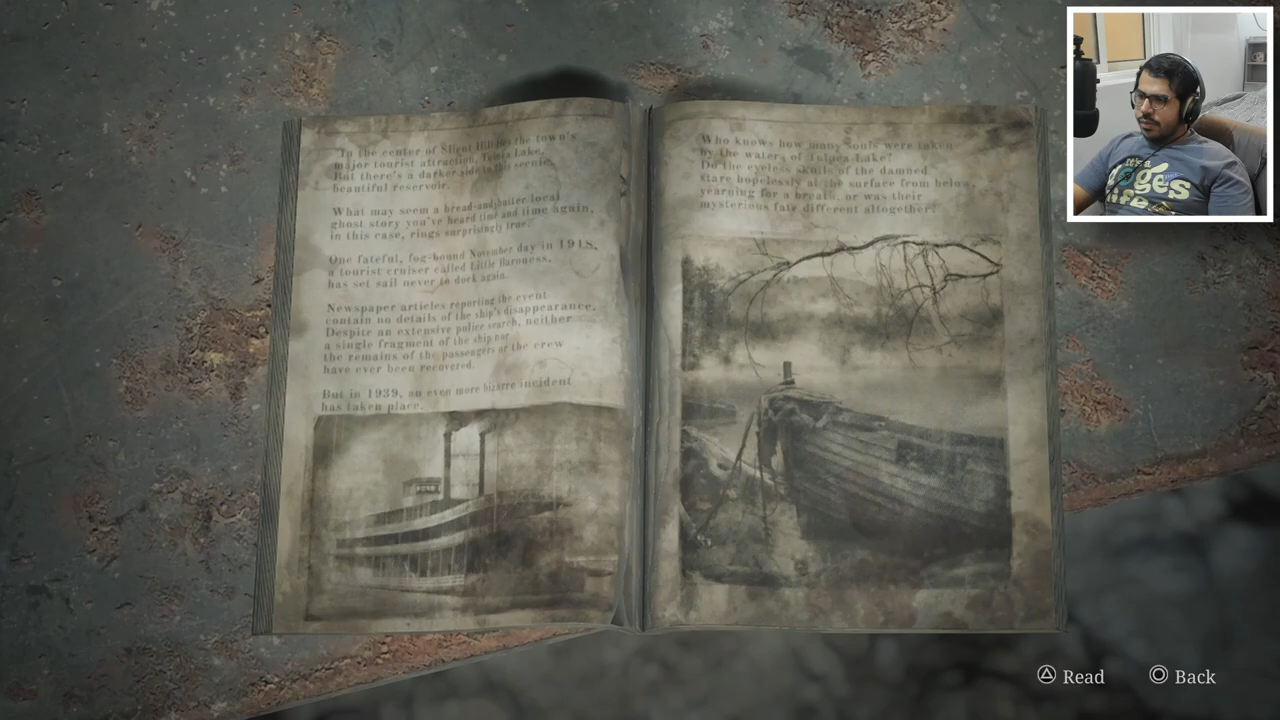 In the center of Silent Hill lies the town's
major tourist attraction, Toluca Lake.
But there's a darker side to this scenic,
beautiful reservoir.
What may seem a bread-and-butter local
ghost story you've heard time and time again,
in this case, rings surprisingly true.
One fateful, fog-bound November day in 1918,
a tourist cruiser called Little Baroness,
has set sail never to dock again.
Newspaper articles reporting the event
contain no details of the ship's disappearance.
Despite an extensive police search, neither
a single fragment of the ship nor
the remains of the passengers or the crew
have ever been recovered.
But in 1939, an even more bizarre incident
has taken place.
Who knows how many souls were taken
by the waters of Toluca Lake?
Do the eyeless skulls of the damned
stare hopelessly at the surface from below,
yearning for a breath, or was their
mysterious fate different altogether?
it's a
doges
life
Read
Back